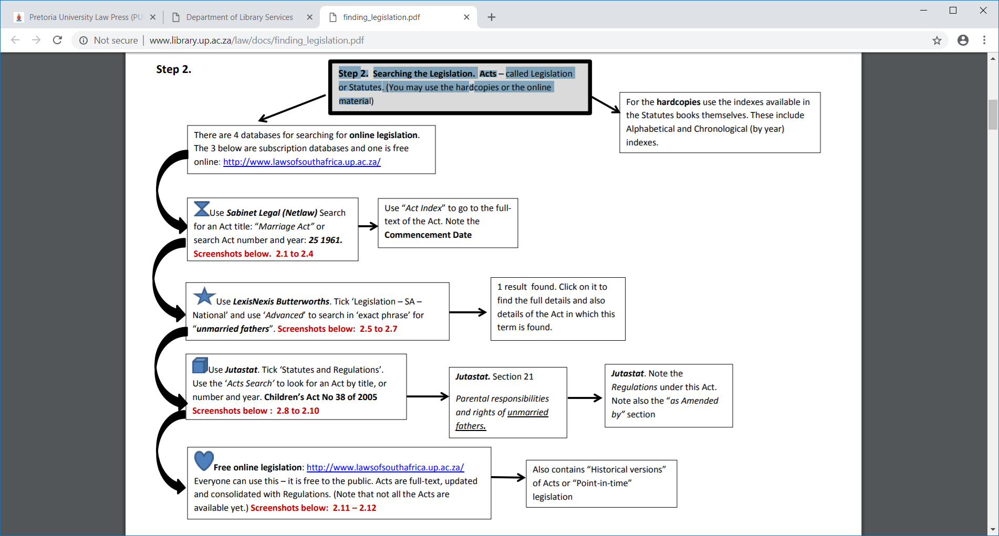 Pretoria University Law Press (PU
Department of Library Services
finding_legislation.pdf
Not secure
www.library.up.ac.za/law/docs/finding_legislation.pdf
Step 2.
Step 2. Searching the Legislation. Acts – called Legislation
or Statutes. (You may use the hardcopies or the online
material)
For the hardcopies use the indexes available in
the Statutes books themselves. These include
Alphabetical and Chronological (by year)
indexes.
There are 4 databases for searching for online legislation.
The 3 below are subscription databases and one is free
online: http://www.lawsofsouthafrica.up.ac.za/
Use Sabinet Legal (Netlaw) Search
for an Act title: “Marriage Act” or
search Act number and year: 25 1961.
Screenshots below. 2.1 to 2.4
Use “Act Index” to go to the full-
text of the Act. Note the
Commencement Date
Use LexisNexis Butterworths. Tick ‘Legislation – SA –
National’ and use ‘Advanced’ to search in ‘exact phrase’ for
“unmarried fathers”. Screenshots below: 2.5 to 2.7
1 result found. Click on it to
find the full details and also
details of the Act in which this
term is found.
Use Jutastat. Tick ‘Statutes and Regulations’.
Use the ‘Acts Search’ to look for an Act by title, or
number and year. Children’s Act No 38 of 2005
Screenshots below : 2.8 to 2.10
Jutastat. Section 21
Parental responsibilities
and rights of unmarried
fathers.
Jutastat. Note the
Regulations under this Act.
Note also the “as Amended
by” section
Free online legislation: http://www.lawsofsouthafrica.up.ac.za/
Everyone can use this – it is free to the public. Acts are full-text, updated
and consolidated with Regulations. (Note that not all the Acts are
available yet.) Screenshots below: 2.11 – 2.12
Also contains “Historical versions”
of Acts or “Point-in-time”
legislation